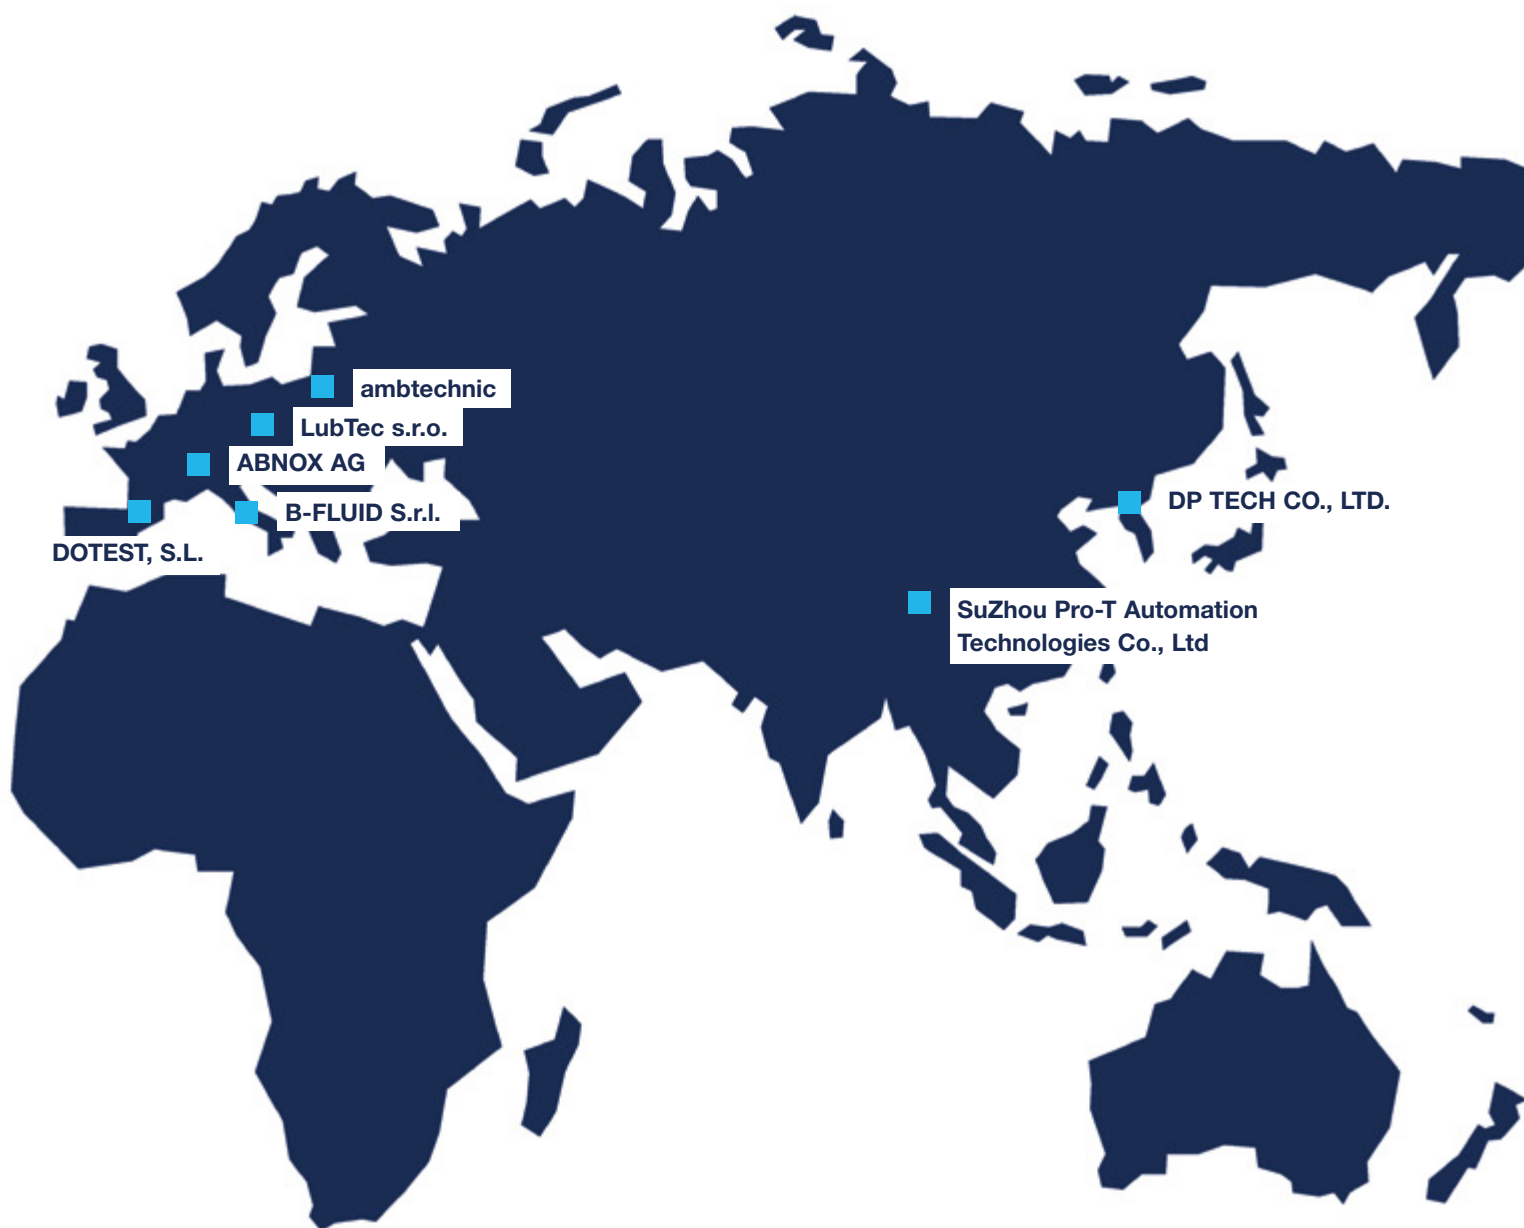 ambtechnic
LubTec s.r.o.
ABNOX AG
B-FLUID S.r.l.
DP TECH CO., LTD.
DOTEST, S.L.
SuZhou Pro-T Automation
Technologies Co., Ltd